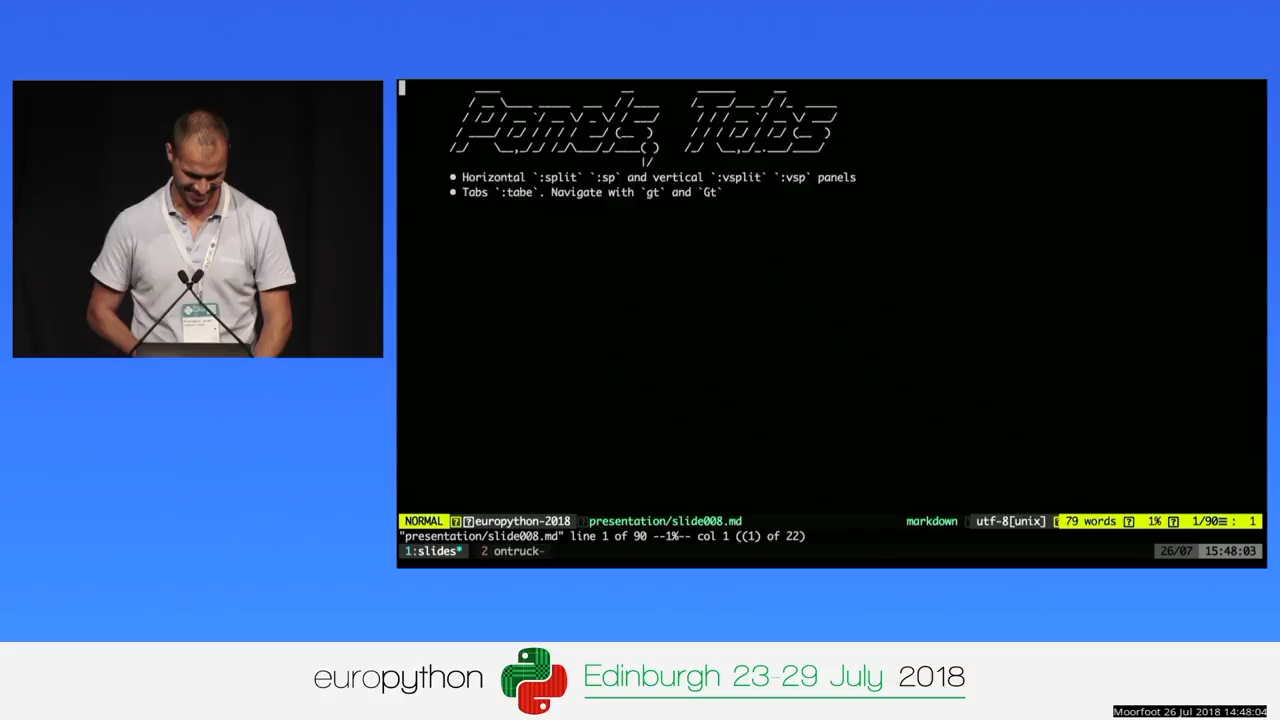 Panels Tabs
● Horizontal `:split` `:sp` and vertical `:vsplit` `:vsp` panels
● Tabs `:tabe`. Navigate with `gt` and `Gt`
NORMAL europython-2018 presentation/slide008.md markdown utf-8[unix] 79 words 1% 1/90☰ : 1
"presentation/slide008.md" line 1 of 90 --1%-- col 1 ((1) of 22)
1:slides* 2 ontruck- 26/07 15:48:03
europython Edinburgh 23-29 July 2018
Moorfoot 26 Jul 2018 14:48:04